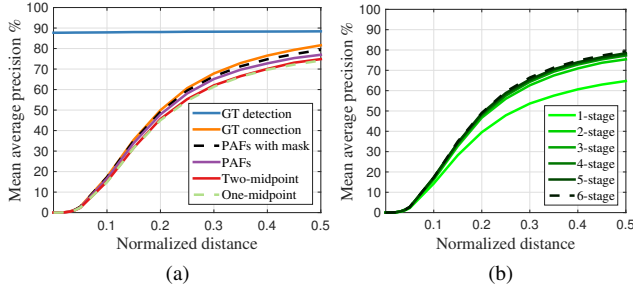 Mean average precision %
100
90
80
70
60
50
40
30
20
10
0
0.1 0.2 0.3 0.4 0.5
Normalized distance
GT detection
GT connection
PAFs with mask
PAFs
Two-midpoint
One-midpoint
(a)
Mean average precision %
100
90
80
70
60
50
40
30
20
10
0
0.1 0.2 0.3 0.4 0.5
Normalized distance
1-stage
2-stage
3-stage
4-stage
5-stage
6-stage
(b)